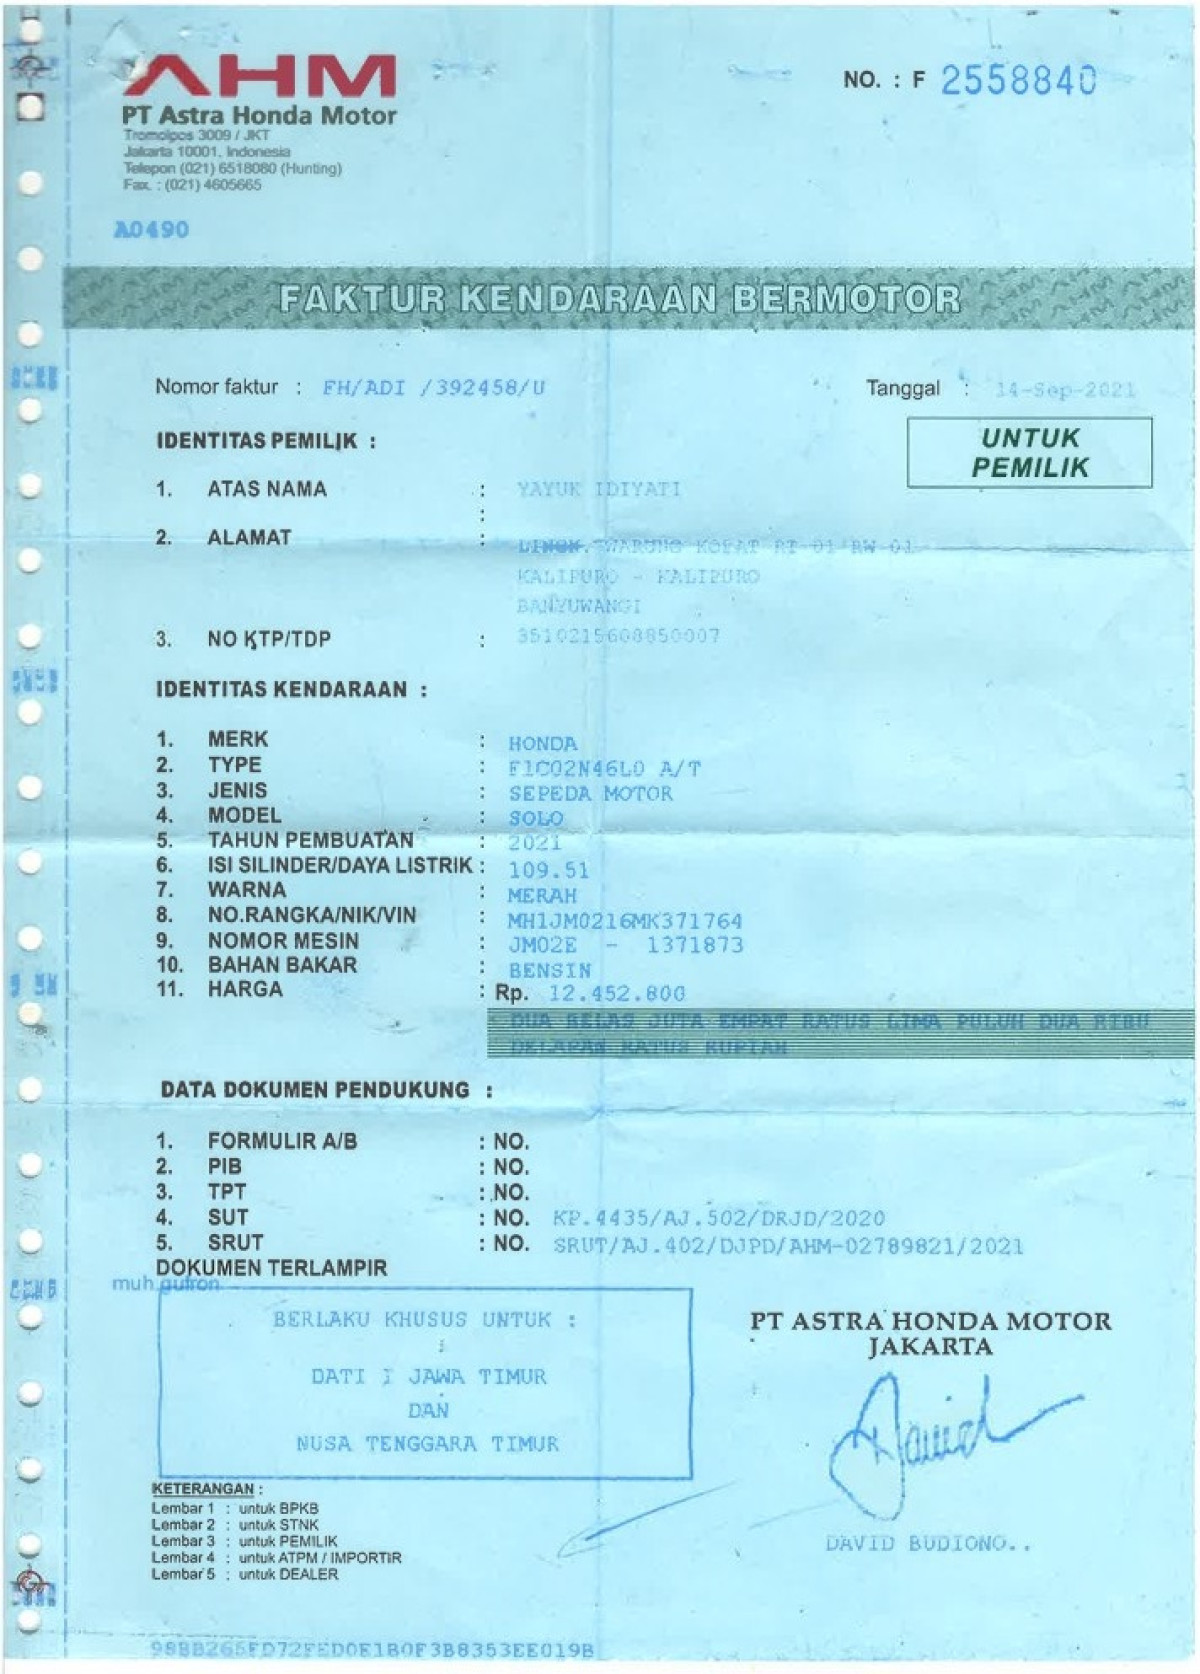 AHM
NO. : F 2558840
PT Astra Honda Motor
Tromolpos 3009 / JKT
Jakarta 10001, Indonesia
Telepon (021) 6518080 (Hunting)
Fax. : (021) 4605665
A0490
FAKTUR KENDARAAN BERMOTOR
Nomor faktur : FH/ADI /392458/U
Tanggal : 14-Sep-2021
IDENTITAS PEMILIK :
UNTUK
PEMILIK
1. ATAS NAMA : YAYUK IDIYATI
:
2. ALAMAT : LINGK. WARUNG KOPAT RT 01 RW 01
KALIPURO - KALIPURO
BANYUWANGI
3. NO KTP/TDP : 3510215608850007
IDENTITAS KENDARAAN :
1. MERK : HONDA
2. TYPE : F1C02N46L0 A/T
3. JENIS : SEPEDA MOTOR
4. MODEL : SOLO
5. TAHUN PEMBUATAN : 2021
6. ISI SILINDER/DAYA LISTRIK : 109.51
7. WARNA : MERAH
8. NO.RANGKA/NIK/VIN : MH1JM0216MK371764
9. NOMOR MESIN : JM02E - 1371873
10. BAHAN BAKAR : BENSIN
11. HARGA : Rp. 12.452.800
DUA BELAS JUTA EMPAT RATUS LIMA PULUH DUA RIBU
DELAPAN RATUS RUPIAH
DATA DOKUMEN PENDUKUNG :
1. FORMULIR A/B : NO.
2. PIB : NO.
3. TPT : NO.
4. SUT : NO. KP.4435/AJ.502/DRJD/2020
5. SRUT : NO. SRUT/AJ.402/DJPD/AHM-02789821/2021
DOKUMEN TERLAMPIR
muh gufron
BERLAKU KHUSUS UNTUK :
:
DATI I JAWA TIMUR
DAN
NUSA TENGGARA TIMUR
PT ASTRA HONDA MOTOR
JAKARTA
David
DAVID BUDIONO..
KETERANGAN :
Lembar 1 : untuk BPKB
Lembar 2 : untuk STNK
Lembar 3 : untuk PEMILIK
Lembar 4 : untuk ATPM / IMPORTIR
Lembar 5 : untuk DEALER
98BB265FD72FED0E1B0F3B8353EE019B